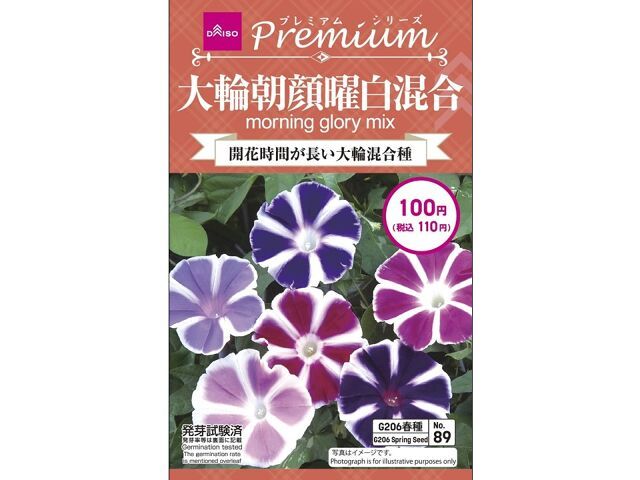 プレミアム シリーズ
DAISO
Premium
大輪朝顔曜白混合
morning glory mix
開花時間が長い大輪混合種
100円
(税込 110円)
発芽試験済
発芽率等は裏面に記載
Germination tested
The germination rate
is mentioned overleaf
G206春種
G206 Spring Seed
No.
89
写真はイメージです。
Photograph is for illustrative purposes only